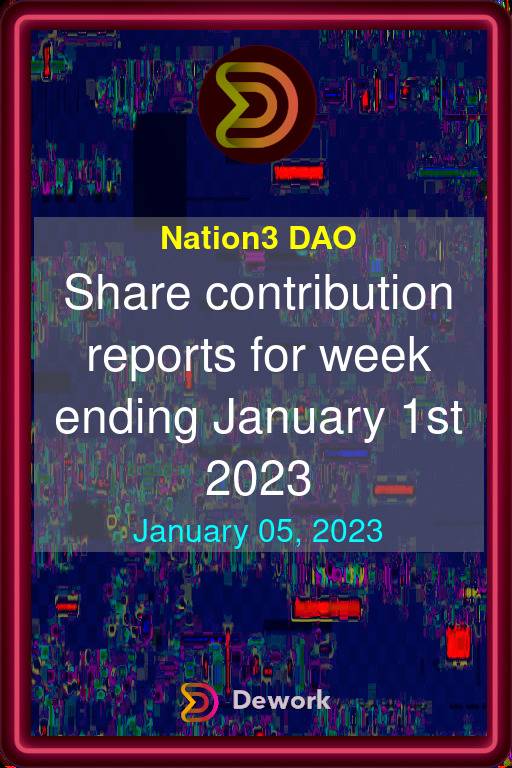 Nation3 DAO
Share contribution
reports for week
ending January 1st
2023
January 05, 2023
Dework